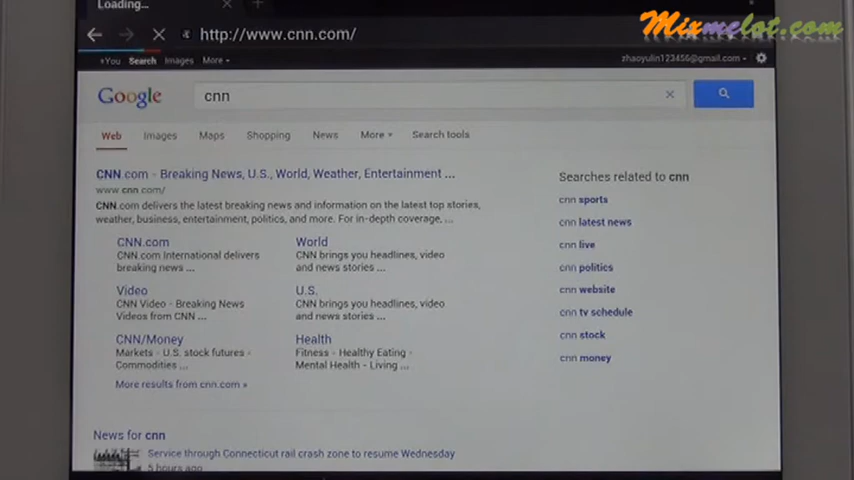 Loading...
Mixmelot.com
http://www.cnn.com/
+You Search Images More
zhaoyulin123456@gmail.com
Google
cnn
Web Images Maps Shopping News More Search tools
CNN.com - Breaking News, U.S., World, Weather, Entertainment ...
www.cnn.com/
CNN.com delivers the latest breaking news and information on the latest top stories,
weather, business, entertainment, politics, and more. For in-depth coverage, ...
CNN.com
CNN.com International delivers
breaking news ...
World
CNN brings you headlines, video
and news stories ...
Video
CNN Video - Breaking News
Videos from CNN ...
U.S.
CNN brings you headlines, video
and news stories ...
CNN/Money
Markets - U.S. stock futures -
Commodities ...
Health
Fitness - Healthy Eating -
Mental Health - Living ...
More results from cnn.com »
Searches related to cnn
cnn sports
cnn latest news
cnn live
cnn politics
cnn website
cnn tv schedule
cnn stock
cnn money
News for cnn
Service through Connecticut rail crash zone to resume Wednesday
5 hours ago